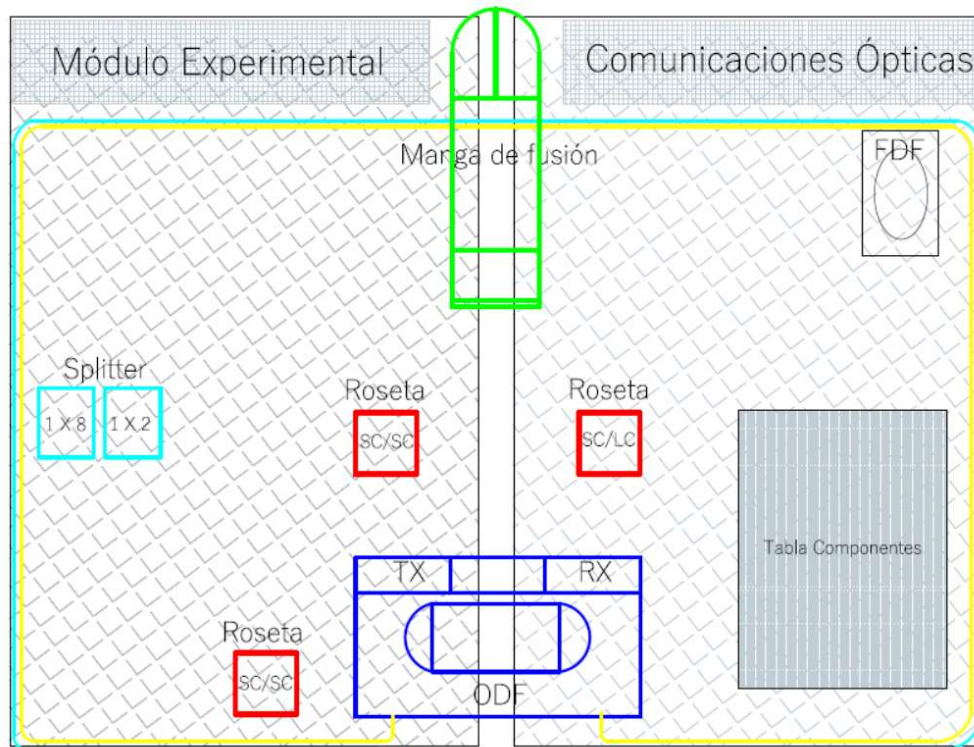 Módulo Experimental
Comunicaciones Ópticas
Manga de fusión
FDF
Splitter
1 X 8
1 X 2
Roseta
SC/SC
Roseta
SC/LC
Tabla Componentes
TX
RX
ODF
Roseta
SC/SC